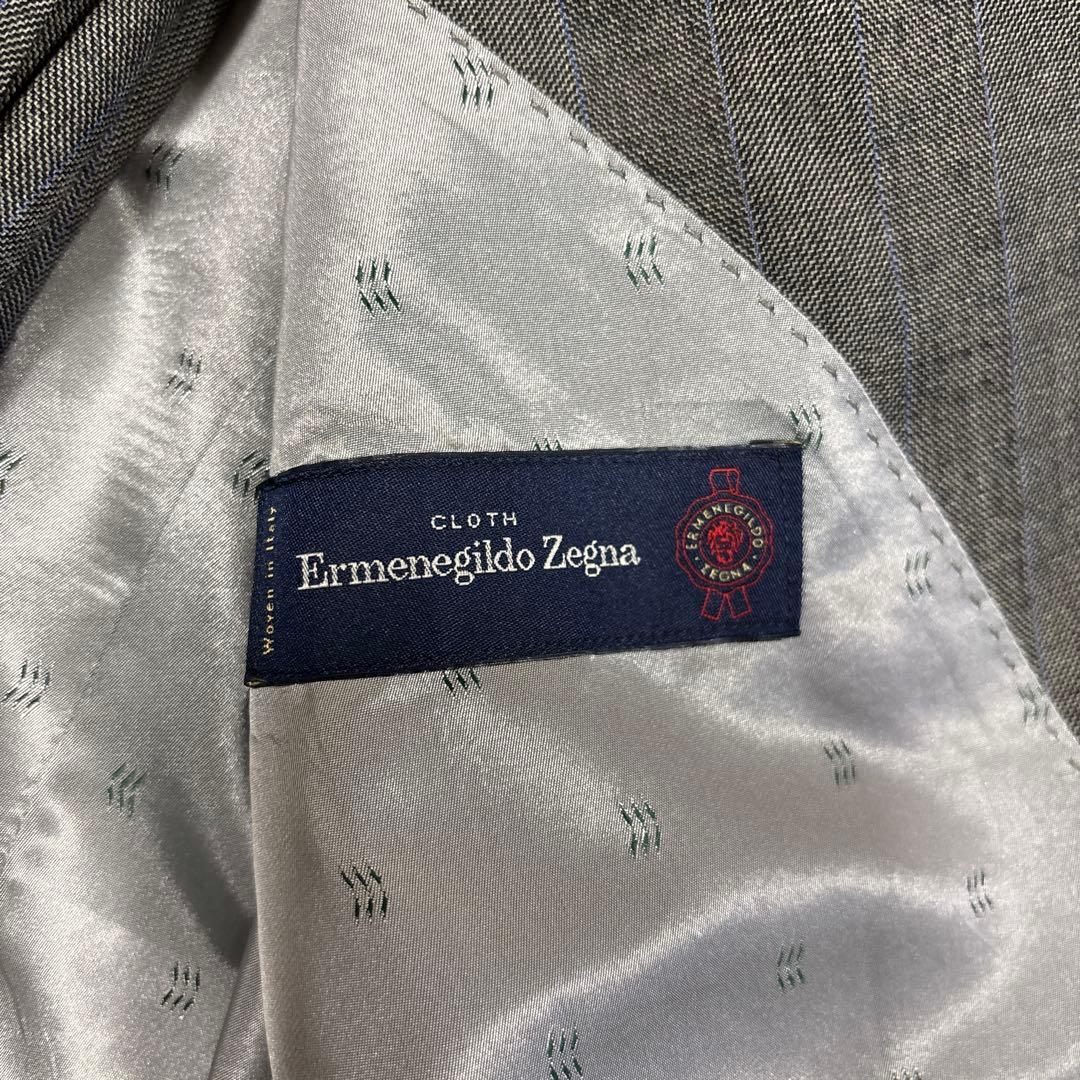 CLOTH
Ermenegildo Zegna
Woven in Italy
ERMENEGILDO
ZEGNA